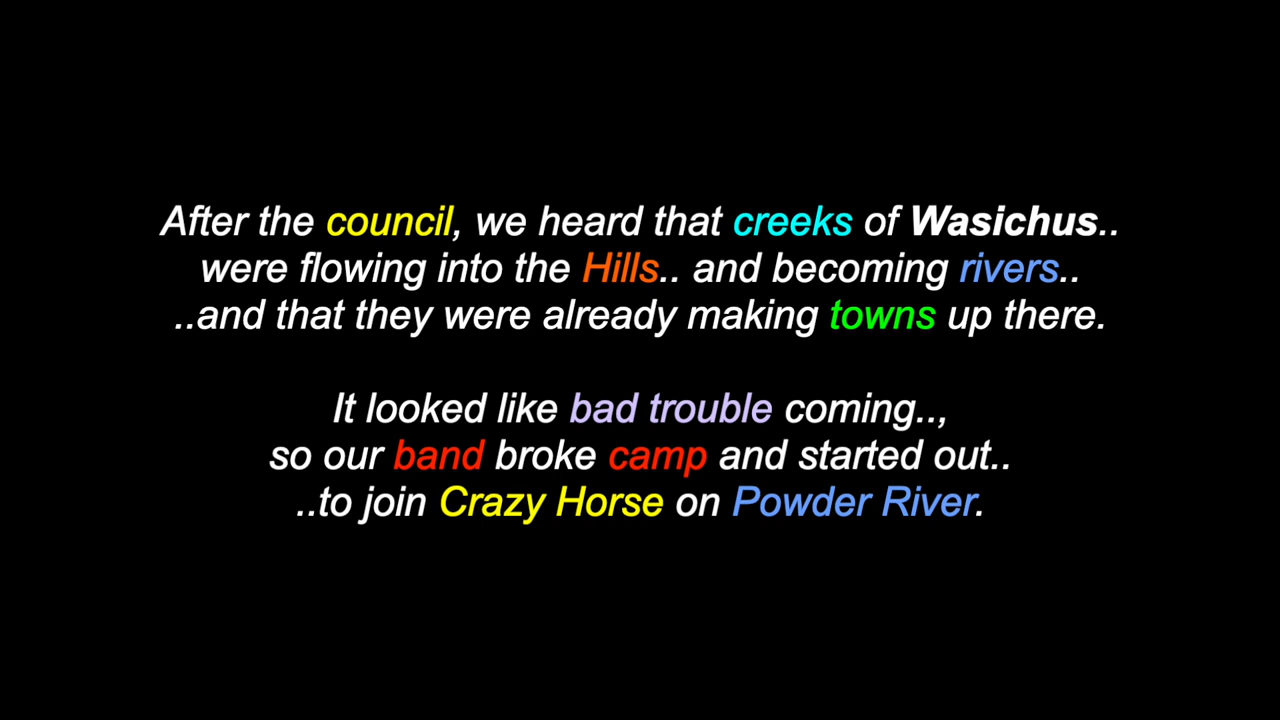 After the council, we heard that creeks of Wasichus..
were flowing into the Hills.. and becoming rivers..
..and that they were already making towns up there.
It looked like bad trouble coming..,
so our band broke camp and started out..
..to join Crazy Horse on Powder River.